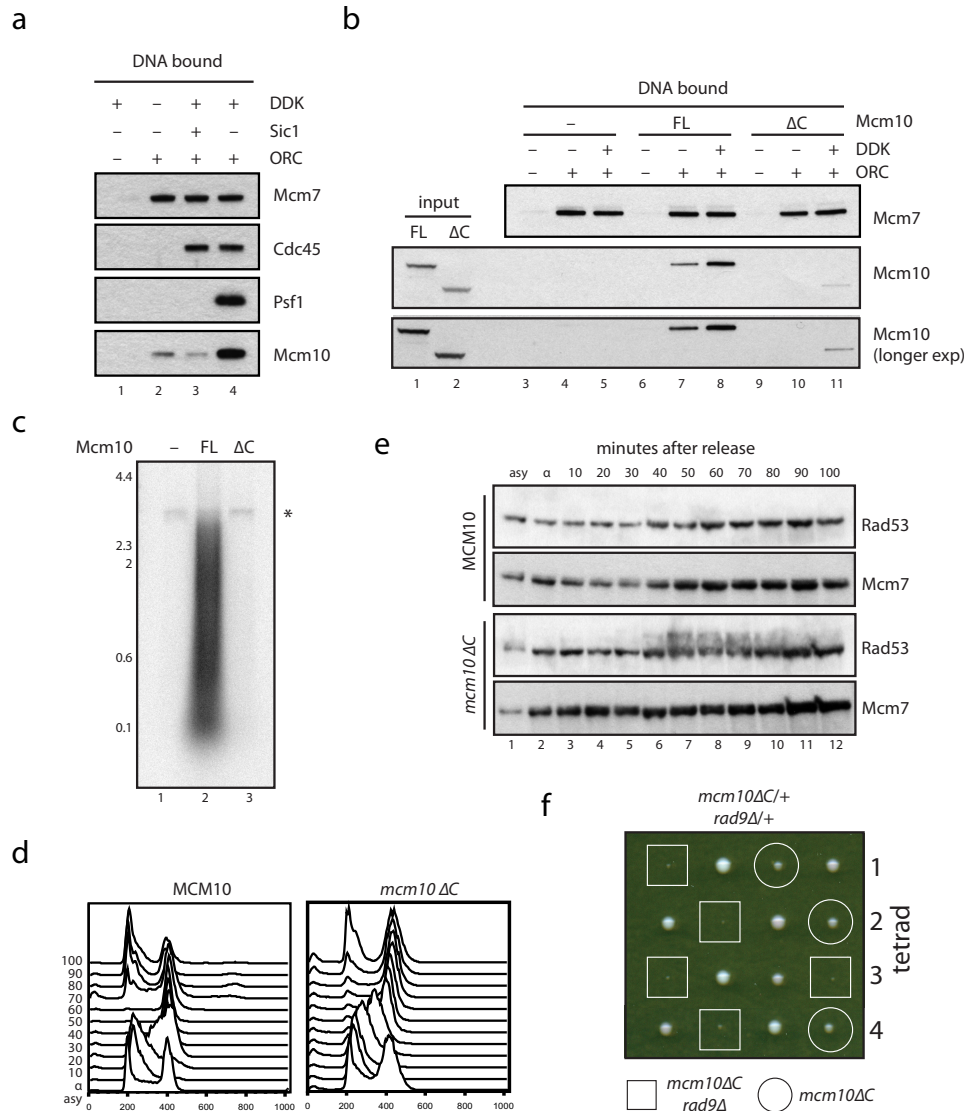 a
DNA bound
+ – + + DDK
– – + – Sic1
– + + + ORC
Mcm7
Cdc45
Psf1
Mcm10
1 2 3 4
b
DNA bound
– FL ΔC Mcm10
– – + – – + – – + DDK
– + + – + + – + + ORC
input
FL ΔC
Mcm7
Mcm10
Mcm10
(longer exp)
1 2 3 4 5 6 7 8 9 10 11
c
Mcm10 – FL ΔC
4.4
*
2.3
2
0.6
0.1
1 2 3
d
MCM10
mcm10 ΔC
100
90
80
70
60
50
40
30
20
10
α
asy
0 200 400 600 800 1000
0 200 400 600 800 1000
e
minutes after release
asy α 10 20 30 40 50 60 70 80 90 100
MCM10
Rad53
Mcm7
mcm10 ΔC
Rad53
Mcm7
1 2 3 4 5 6 7 8 9 10 11 12
f
mcm10ΔC/+
rad9Δ/+
1
2
3
4
tetrad
mcm10ΔC
rad9Δ
mcm10ΔC